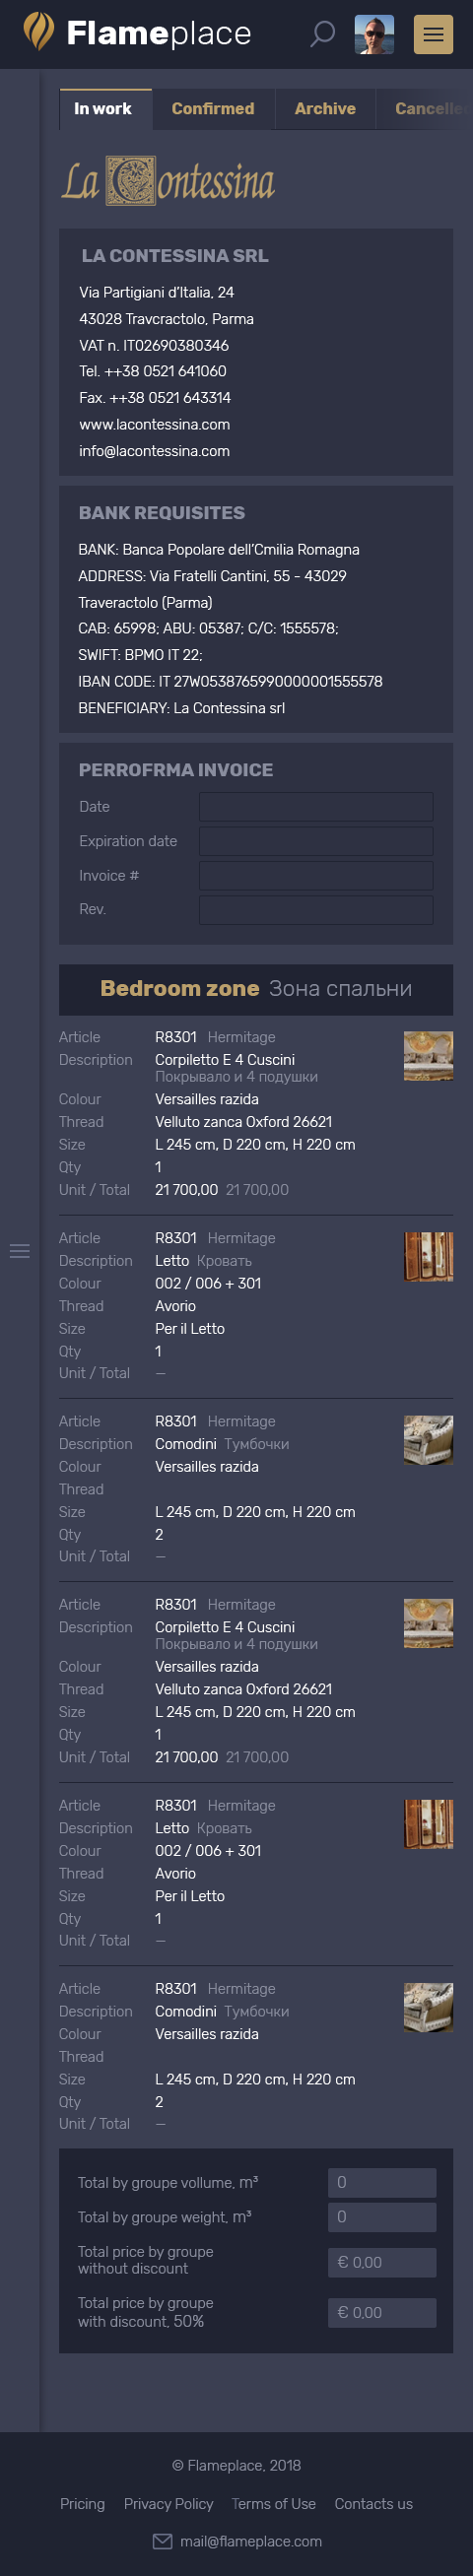 Flameplace
In work Confirmed Archive Cancelled
La Contessina
LA CONTESSINA SRL
Via Partigiani d'Italia, 24
43028 Travcractolo, Parma
VAT n. IT02690380346
Tel. ++38 0521 641060
Fax. ++38 0521 643314
www.lacontessina.com
info@lacontessina.com
BANK REQUISITES
BANK: Banca Popolare dell'Cmilia Romagna
ADDRESS: Via Fratelli Cantini, 55 - 43029
Traveractolo (Parma)
CAB: 65998; ABU: 05387; C/C: 1555578;
SWIFT: BPMO IT 22;
IBAN CODE: IT 27W0538765990000001555578
BENEFICIARY: La Contessina srl
PERROFRMA INVOICE
Date
Expiration date
Invoice #
Rev.
Bedroom zone Зона спальни
Article R8301 Hermitage
Description Corpiletto E 4 Cuscini
Покрывало и 4 подушки
Colour Versailles razida
Thread Velluto zanca Oxford 26621
Size L 245 cm, D 220 cm, H 220 cm
Qty 1
Unit / Total 21 700,00 21 700,00
Article R8301 Hermitage
Description Letto Кровать
Colour 002 / 006 + 301
Thread Avorio
Size Per il Letto
Qty 1
Unit / Total —
Article R8301 Hermitage
Description Comodini Тумбочки
Colour Versailles razida
Thread
Size L 245 cm, D 220 cm, H 220 cm
Qty 2
Unit / Total —
Article R8301 Hermitage
Description Corpiletto E 4 Cuscini
Покрывало и 4 подушки
Colour Versailles razida
Thread Velluto zanca Oxford 26621
Size L 245 cm, D 220 cm, H 220 cm
Qty 1
Unit / Total 21 700,00 21 700,00
Article R8301 Hermitage
Description Letto Кровать
Colour 002 / 006 + 301
Thread Avorio
Size Per il Letto
Qty 1
Unit / Total —
Article R8301 Hermitage
Description Comodini Тумбочки
Colour Versailles razida
Thread
Size L 245 cm, D 220 cm, H 220 cm
Qty 2
Unit / Total —
Total by groupe vollume, m³ 0
Total by groupe weight, m³ 0
Total price by groupe
without discount € 0,00
Total price by groupe
with discount, 50% € 0,00
© Flameplace, 2018
Pricing Privacy Policy Terms of Use Contacts us
mail@flameplace.com